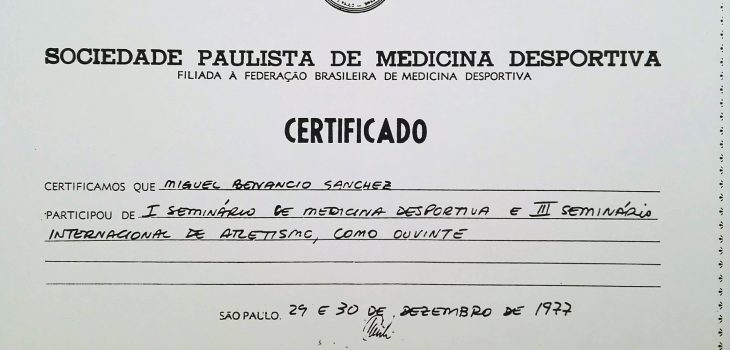 SOCIEDADE PAULISTA DE MEDICINA DESPORTIVA
FILIADA À FEDERAÇÃO BRASILEIRA DE MEDICINA DESPORTIVA
CERTIFICADO
CERTIFICAMOS QUE MIGUEL BENANCIO SANCHEZ
PARTICIPOU DE I SEMINÁRIO DE MEDICINA DESPORTIVA E III SEMINÁRIO
INTERNACIONAL DE ATLETISMO, COMO OUVINTE
SÃO PAULO, 29 E 30 DE DEZEMBRO DE 1977